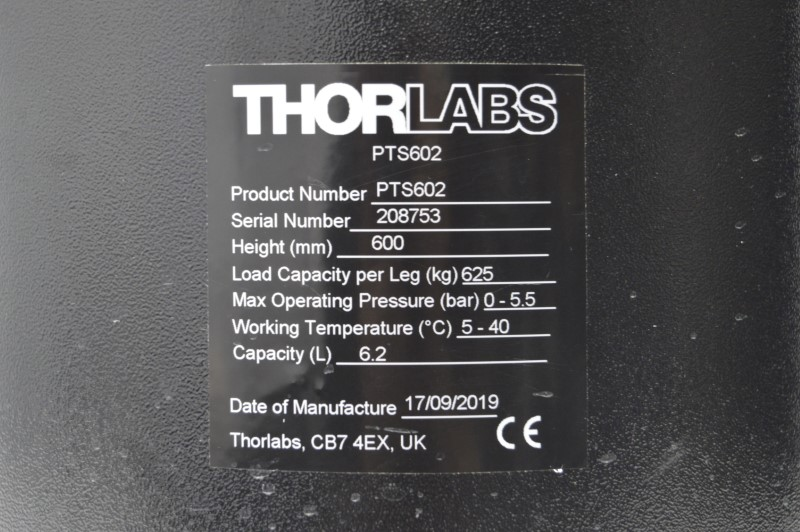 THORLABS
PTS602
Product Number PTS602
Serial Number 208753
Height (mm) 600
Load Capacity per Leg (kg) 625
Max Operating Pressure (bar) 0 - 5.5
Working Temperature (°C) 5 - 40
Capacity (L) 6.2
Date of Manufacture 17/09/2019
Thorlabs, CB7 4EX, UK CE